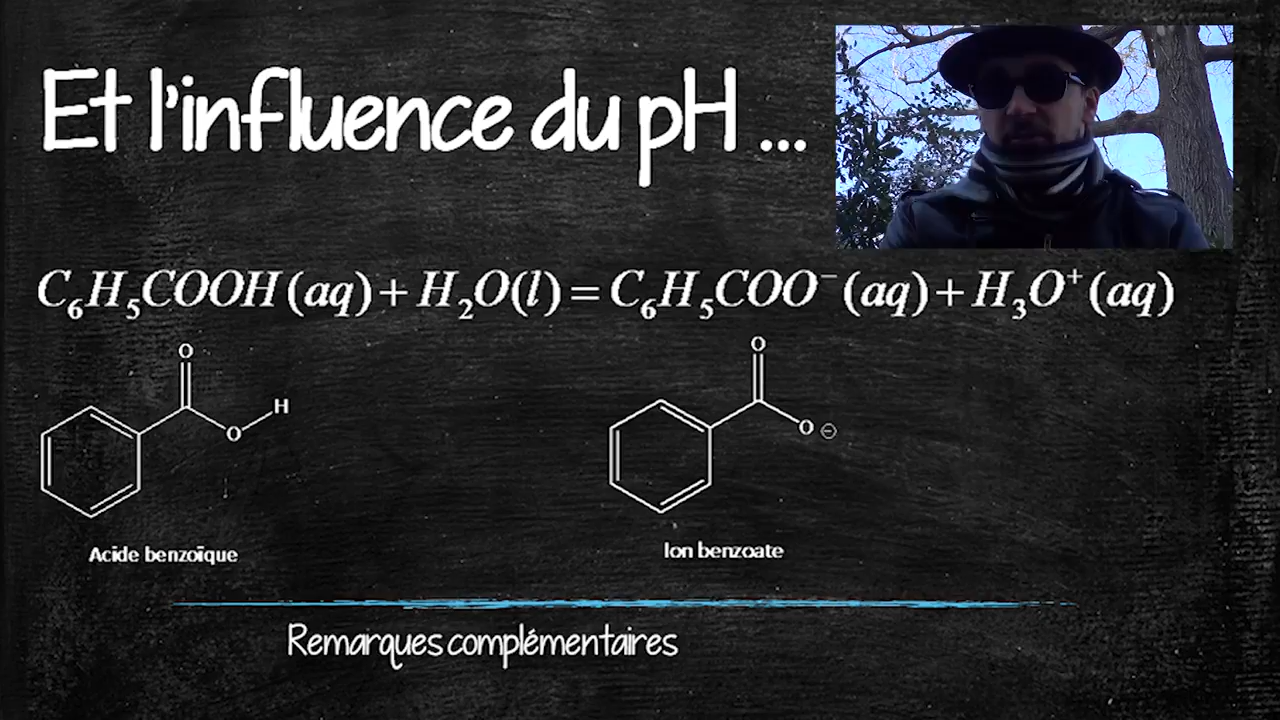 Et l'influence du pH ...
C₆H₅COOH(aq) + H₂O(l) = C₆H₅COO⁻(aq) + H₃O⁺(aq)
O
H
O
O
O ⊖
Acide benzoïque
Ion benzoate
Remarques complémentaires